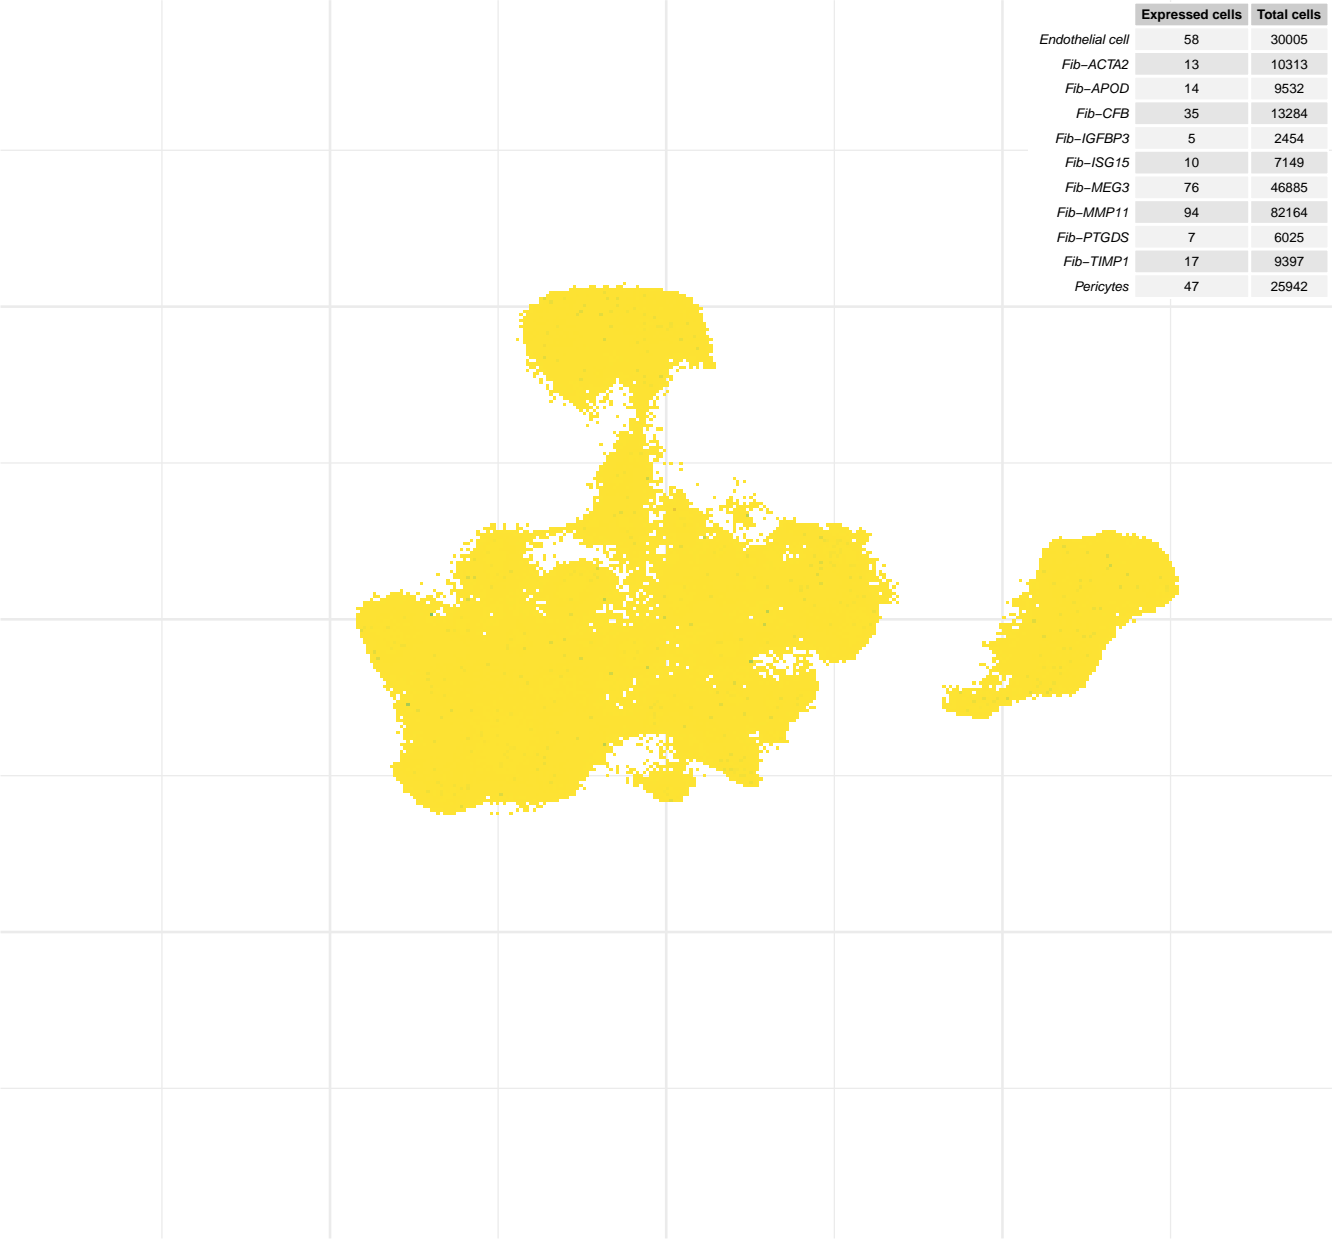 Expressed cells Total cells
Endothelial cell 58 30005
Fib−ACTA2 13 10313
Fib−APOD 14 9532
Fib−CFB 35 13284
Fib−IGFBP3 5 2454
Fib−ISG15 10 7149
Fib−MEG3 76 46885
Fib−MMP11 94 82164
Fib−PTGDS 7 6025
Fib−TIMP1 17 9397
Pericytes 47 25942